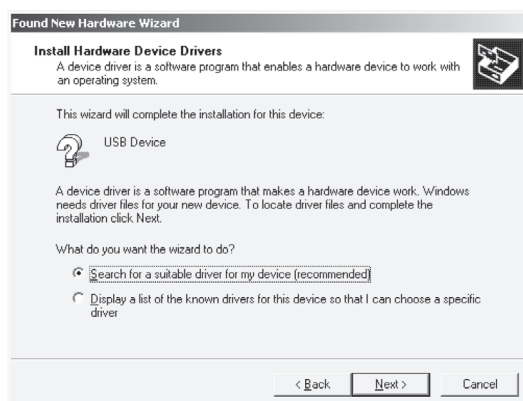 Found New Hardware Wizard
Install Hardware Device Drivers
A device driver is a software program that enables a hardware device to work with
an operating system.
This wizard will complete the installation for this device:
USB Device
A device driver is a software program that makes a hardware device work. Windows
needs driver files for your new device. To locate driver files and complete the
installation click Next.
What do you want the wizard to do?
Search for a suitable driver for my device (recommended)
Display a list of the known drivers for this device so that I can choose a specific
driver
< Back Next > Cancel